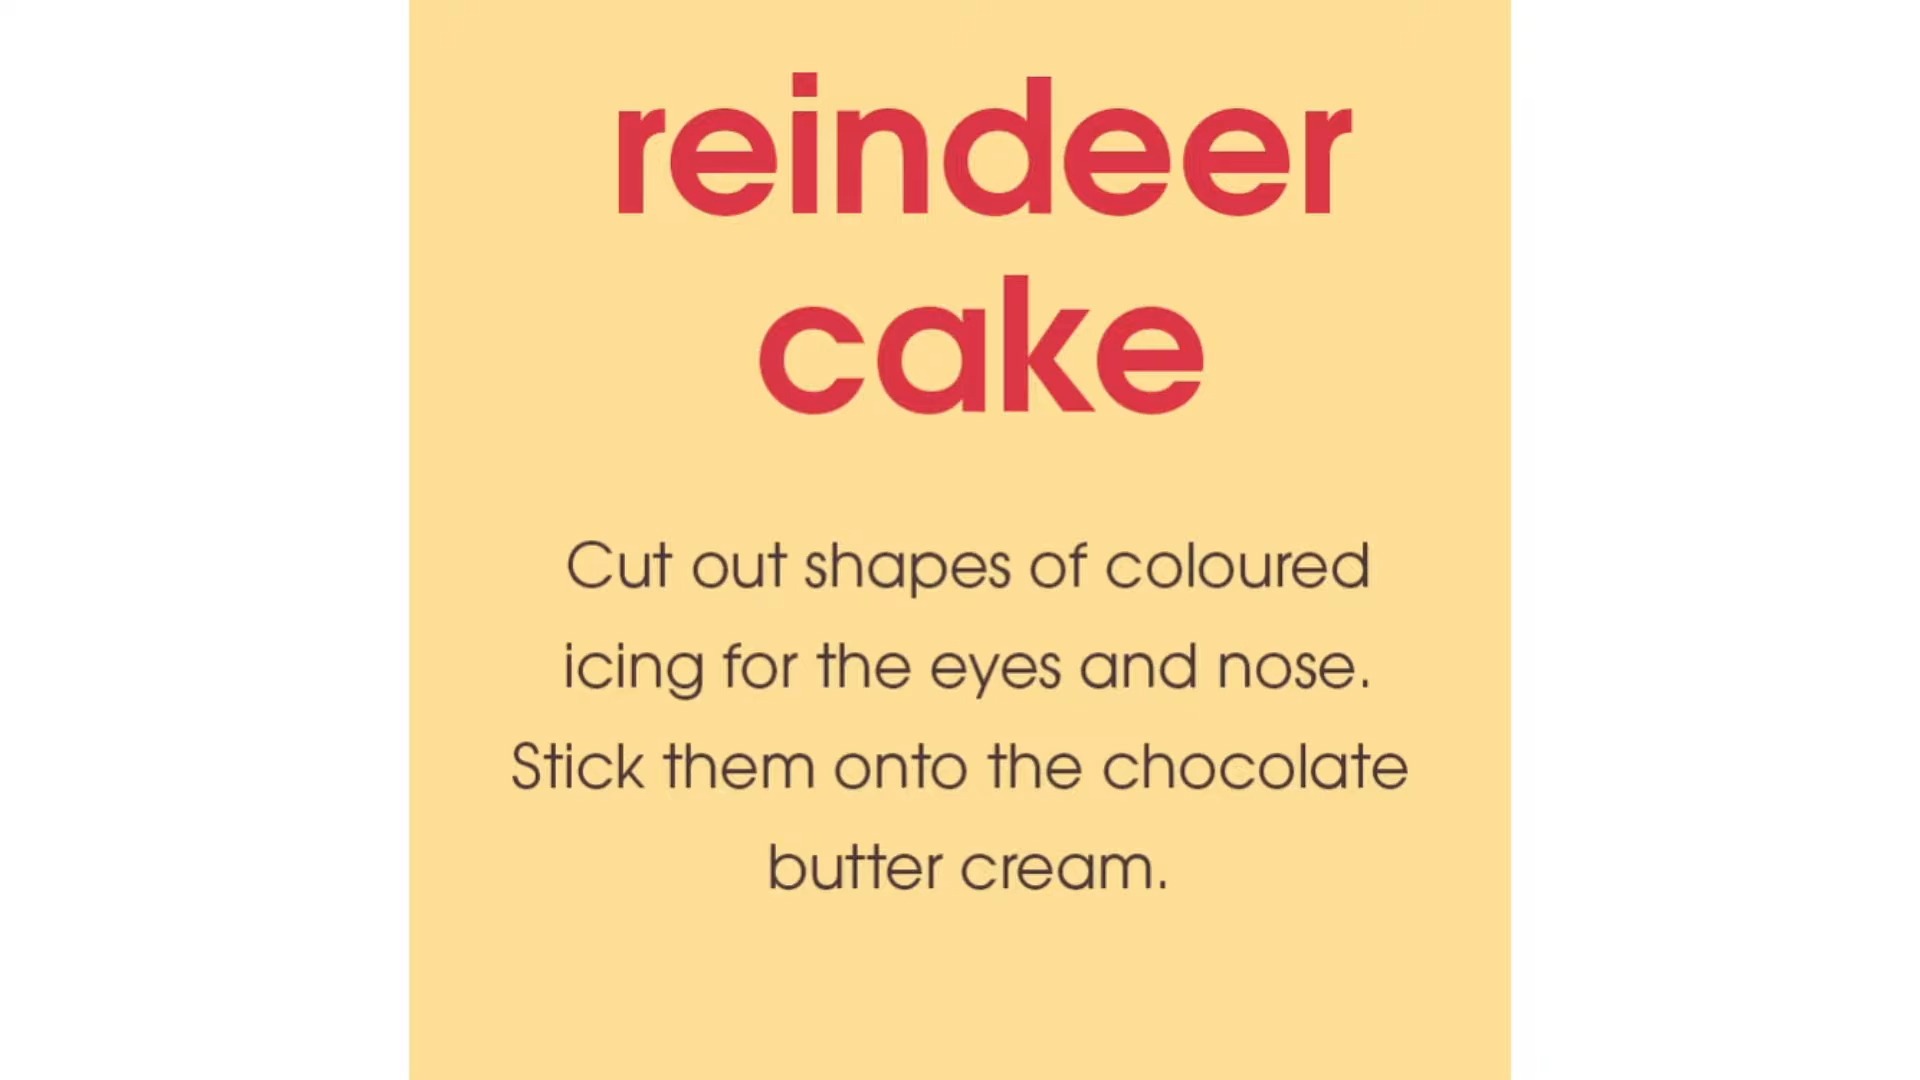 reindeer
cake
Cut out shapes of coloured
icing for the eyes and nose.
Stick them onto the chocolate
butter cream.